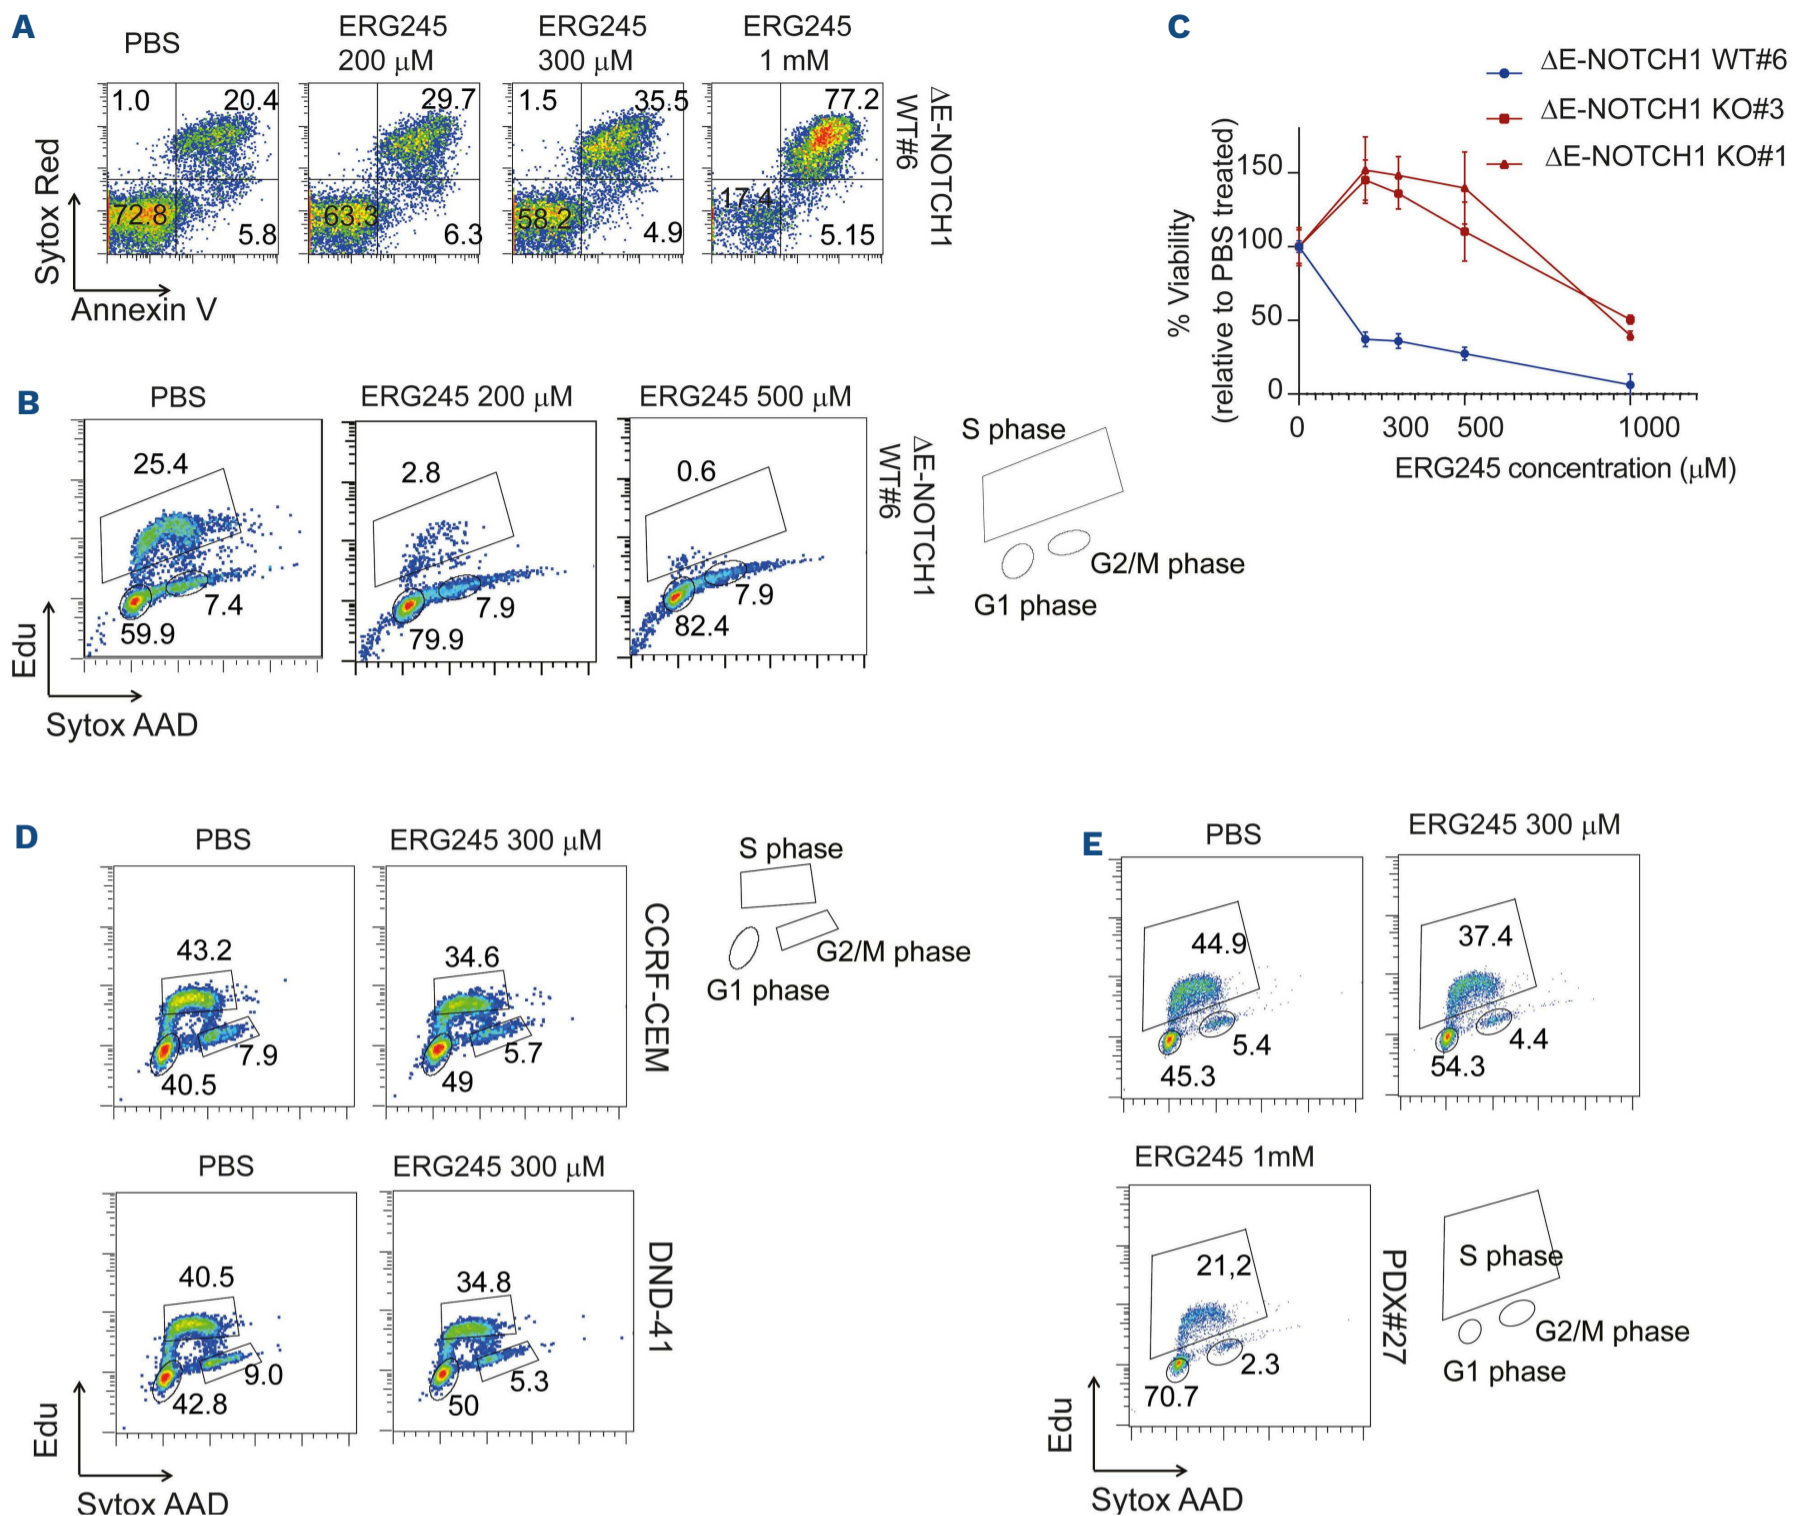 A
PBS
ERG245
200 μM
ERG245
300 μM
ERG245
1 mM
1.0
20.4
72.8
5.8
29.7
63.3
6.3
1.5
35.5
58.2
4.9
77.2
17.4
5.15
ΔE-NOTCH1
WT#6
Sytox Red
Annexin V
B
PBS
ERG245 200 μM
ERG245 500 μM
25.4
7.4
59.9
2.8
7.9
79.9
0.6
7.9
82.4
ΔE-NOTCH1
WT#6
S phase
G2/M phase
G1 phase
Edu
Sytox AAD
C
ΔE-NOTCH1 WT#6
ΔE-NOTCH1 KO#3
ΔE-NOTCH1 KO#1
% Viability
(relative to PBS treated)
150
100
50
0
0
300
500
1000
ERG245 concentration (μM)
D
PBS
ERG245 300 μM
43.2
7.9
40.5
34.6
5.7
49
CCRF-CEM
S phase
G2/M phase
G1 phase
PBS
ERG245 300 μM
40.5
9.0
42.8
34.8
5.3
50
DND-41
Edu
Sytox AAD
E
PBS
ERG245 300 μM
44.9
5.4
45.3
37.4
4.4
54.3
ERG245 1mM
21,2
2.3
70.7
PDX#27
S phase
G2/M phase
G1 phase
Edu
Sytox AAD